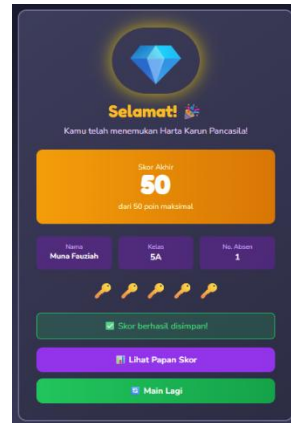 Selamat! 🎉
Kamu telah menemukan Harta Karun Pancasila!
Skor Akhir
50
dari 50 poin maksimal
Nama Kelas No. Absen
Muna Fauziah 5A 1
✅ Skor berhasil disimpan!
📊 Lihat Papan Skor
🔄 Main Lagi